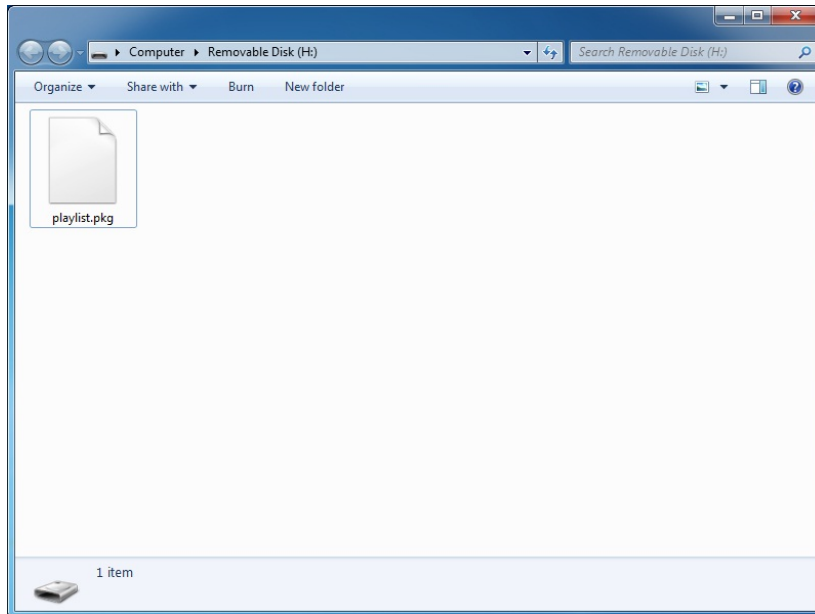 Computer Removable Disk (H:) Search Removable Disk (H:)
Organize Share with Burn New folder
playlist.pkg
1 item